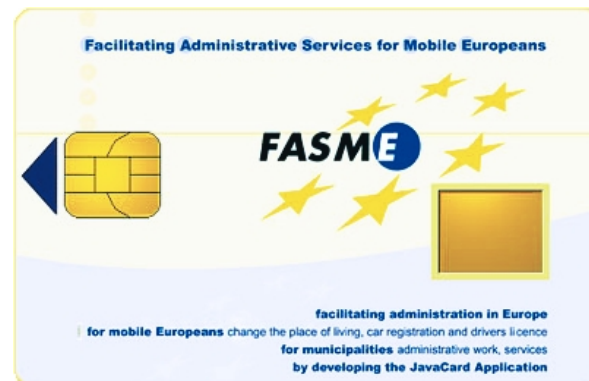 Facilitating Administrative Services for Mobile Europeans
FASME
facilitating administration in Europe
for mobile Europeans change the place of living, car registration and drivers licence
for municipalities administrative work, services
by developing the JavaCard Application